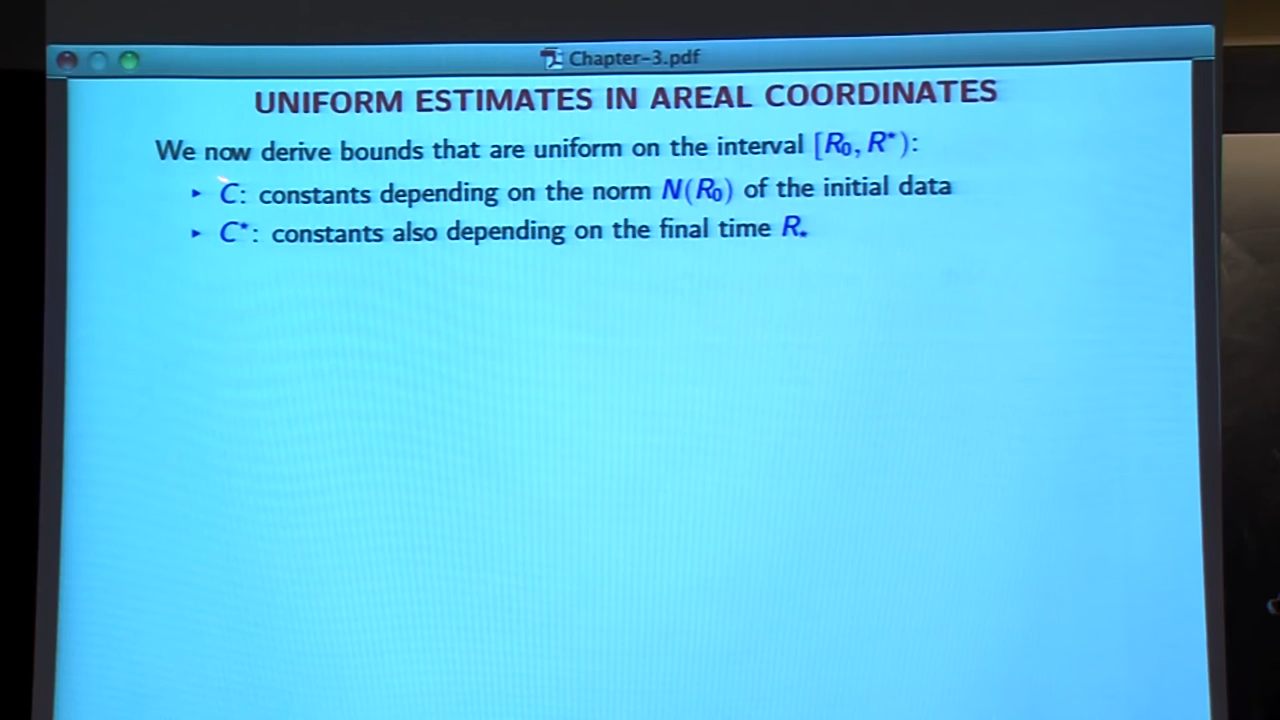 Chapter-3.pdf
UNIFORM ESTIMATES IN AREAL COORDINATES
We now derive bounds that are uniform on the interval [R₀, R*):
▸ C: constants depending on the norm N(R₀) of the initial data
▸ C*: constants also depending on the final time R⁎